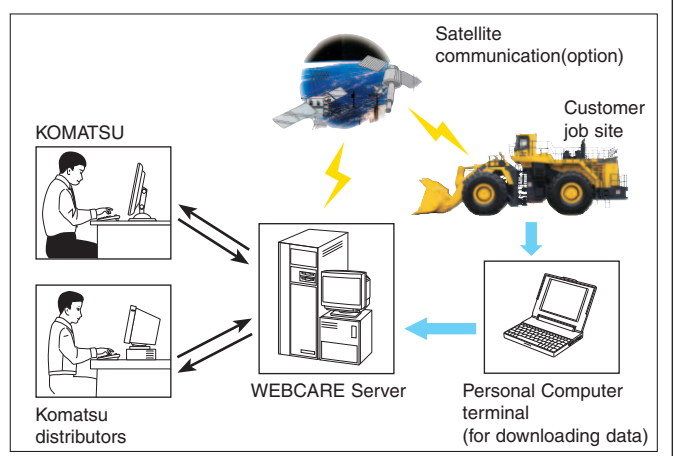 Satellite
communication(option)
Customer
job site
KOMATSU
WEBCARE Server
Personal Computer
terminal
(for downloading data)
Komatsu
distributors